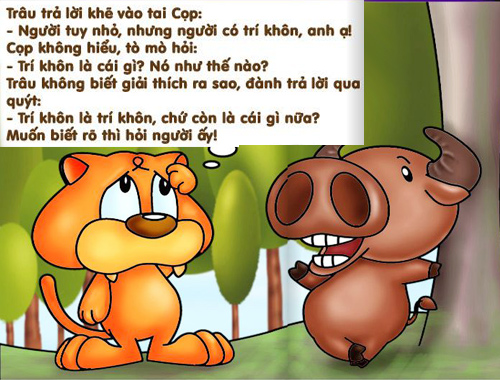 Trâu trả lời khẽ vào tai Cọp:
- Người tuy nhỏ, nhưng người có trí khôn, anh ạ!
Cọp không hiểu, tò mò hỏi:
- Trí khôn là cái gì? Nó như thế nào?
Trâu không biết giải thích ra sao, đành trả lời qua
quýt:
- Trí khôn là trí khôn, chứ còn là cái gì nữa?
Muốn biết rõ thì hỏi người ấy!